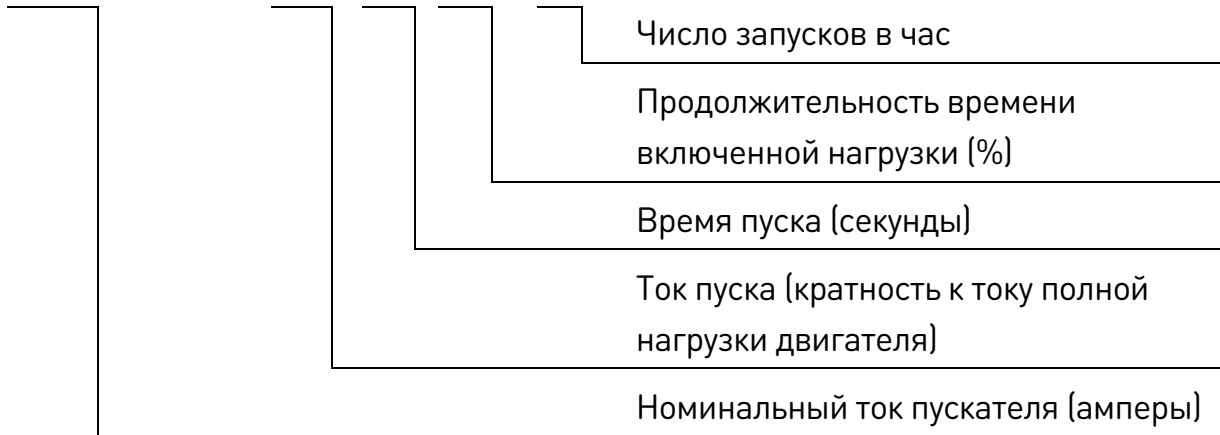 Число запусков в час
Продолжительность времени
включенной нагрузки (%)
Время пуска (секунды)
Ток пуска (кратность к току полной
нагрузки двигателя)
Номинальный ток пускателя (амперы)